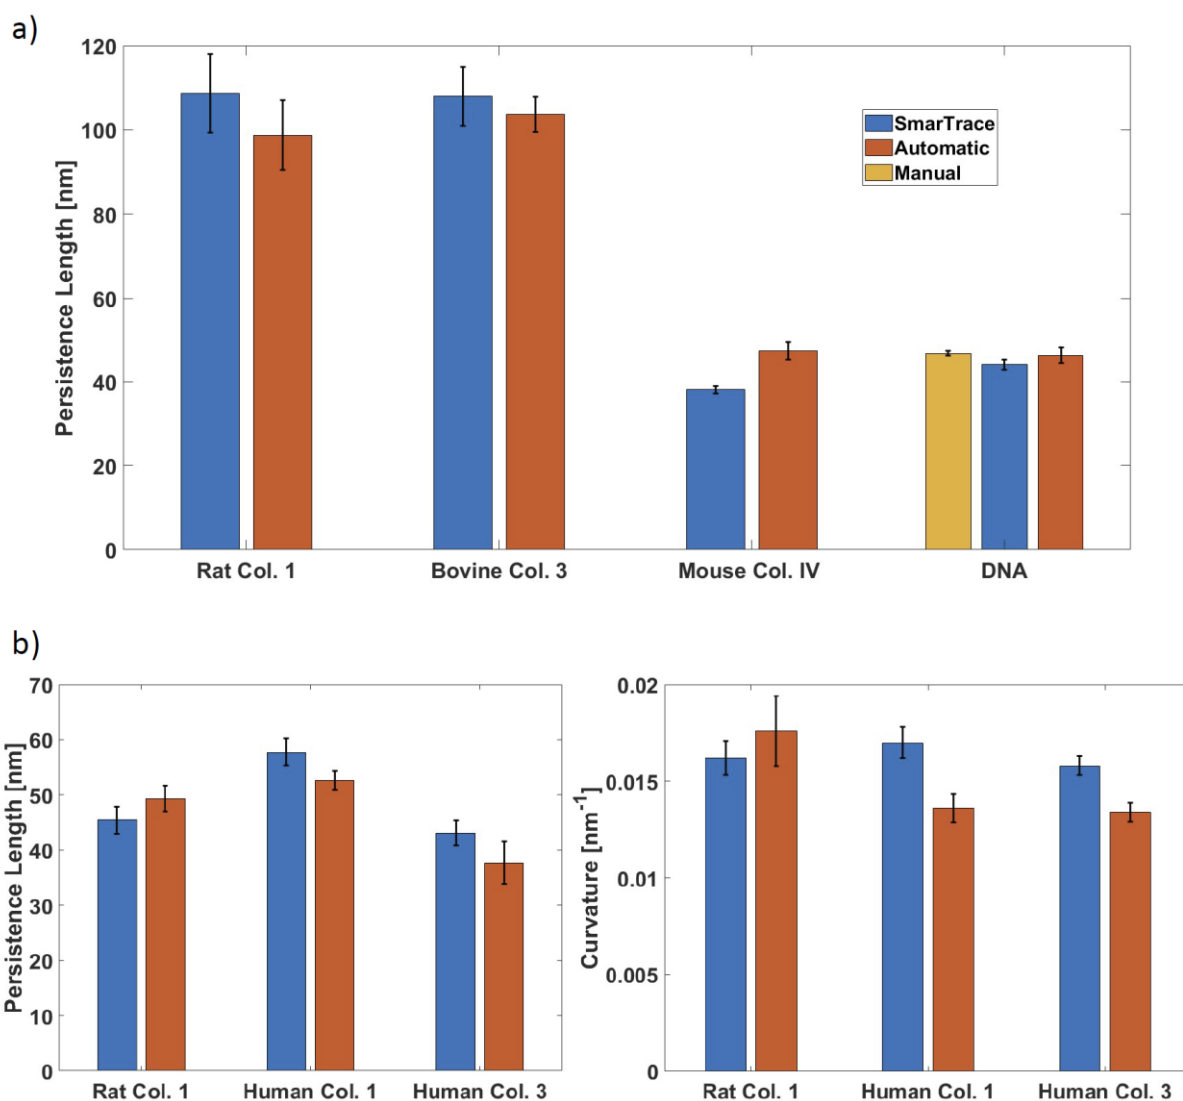 a)
120
100
80
60
40
20
0
Persistence Length [nm]
SmarTrace
Automatic
Manual
Rat Col. 1 Bovine Col. 3 Mouse Col. IV DNA
b)
70
60
50
40
30
20
10
0
Persistence Length [nm]
Rat Col. 1 Human Col. 1 Human Col. 3
0.02
0.015
0.01
0.005
0
Curvature [nm⁻¹]
Rat Col. 1 Human Col. 1 Human Col. 3